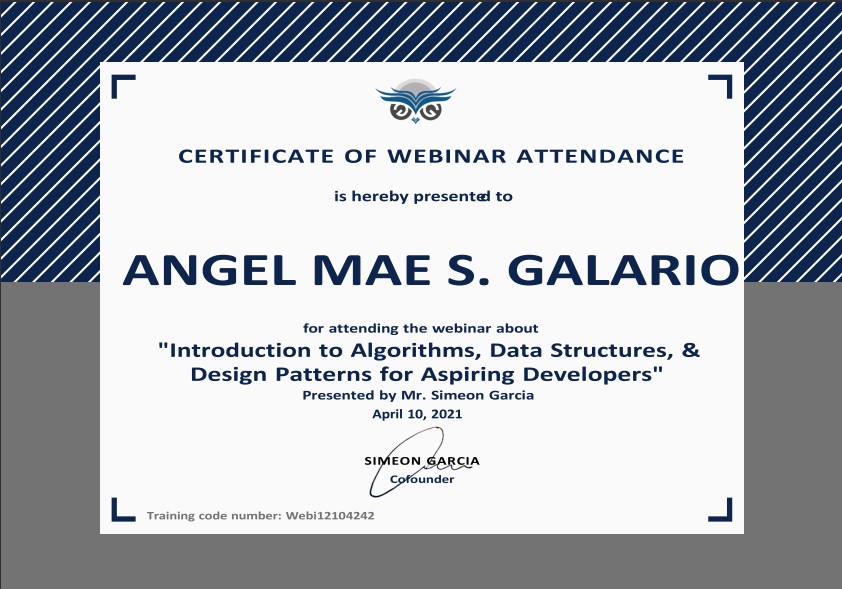 CERTIFICATE OF WEBINAR ATTENDANCE
is hereby presented to
ANGEL MAE S. GALARIO
for attending the webinar about
"Introduction to Algorithms, Data Structures, &
Design Patterns for Aspiring Developers"
Presented by Mr. Simeon Garcia
April 10, 2021
SIMEON GARCIA
Cofounder
Training code number: Webi12104242